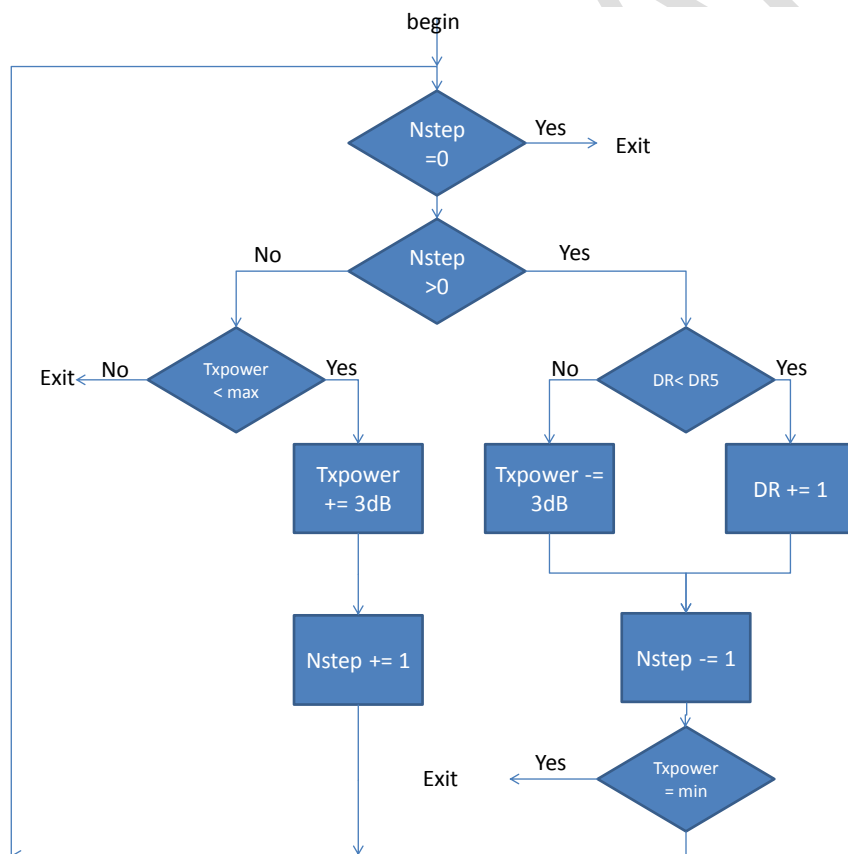 begin
Nstep
=0
Yes
Exit
Nstep
>0
No
Yes
Txpower
< max
Exit
No
Yes
DR< DR5
No
Yes
Txpower
+= 3dB
Txpower -=
3dB
DR += 1
Nstep += 1
Nstep -= 1
Txpower
= min
Yes
Exit